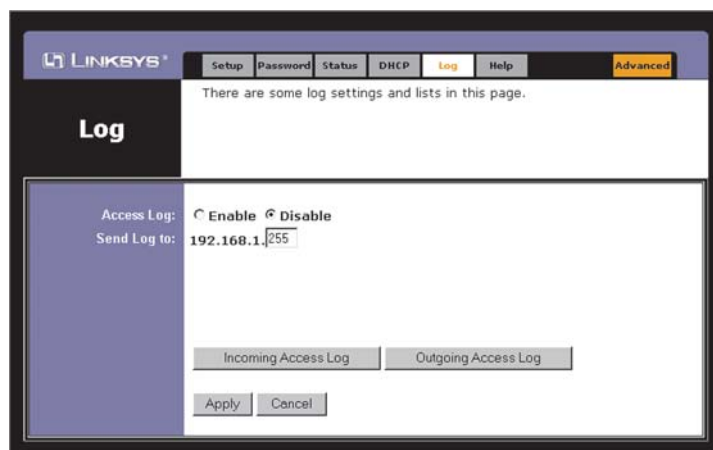 LINKSYS®
Setup Password Status DHCP Log Help Advanced
Log
There are some log settings and lists in this page.
Access Log: Enable Disable
Send Log to: 192.168.1. 255
Incoming Access Log Outgoing Access Log
Apply Cancel